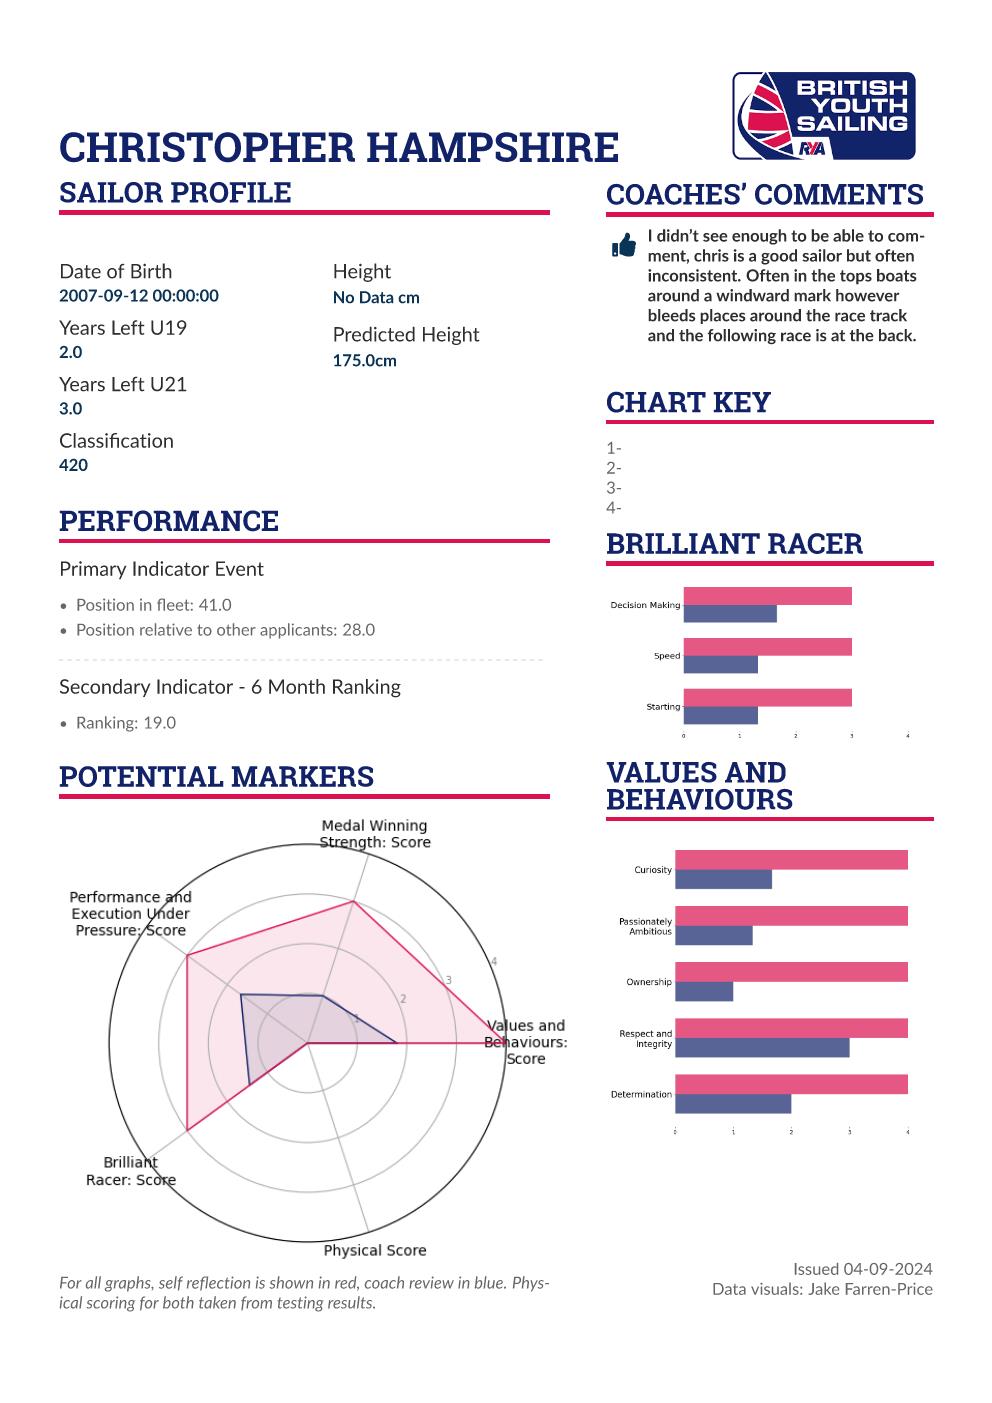 BRITISH
YOUTH
SAILING
RYA
CHRISTOPHER HAMPSHIRE
SAILOR PROFILE
Date of Birth
2007-09-12 00:00:00
Years Left U19
2.0
Years Left U21
3.0
Classification
420
Height
No Data cm
Predicted Height
175.0cm
PERFORMANCE
Primary Indicator Event
• Position in fleet: 41.0
• Position relative to other applicants: 28.0
Secondary Indicator - 6 Month Ranking
• Ranking: 19.0
POTENTIAL MARKERS
Medal Winning
Strength: Score
Performance and
Execution Under
Pressure: Score
4
3
2
1
Values and
Behaviours:
Score
Brilliant
Racer: Score
Physical Score
For all graphs, self reflection is shown in red, coach review in blue. Phys-
ical scoring for both taken from testing results.
COACHES’ COMMENTS
I didn’t see enough to be able to com-
ment, chris is a good sailor but often
inconsistent. Often in the tops boats
around a windward mark however
bleeds places around the race track
and the following race is at the back.
CHART KEY
1-
2-
3-
4-
BRILLIANT RACER
Decision Making
Speed
Starting
0 1 2 3 4
VALUES AND
BEHAVIOURS
Curiosity
Passionately
Ambitious
Ownership
Respect and
Integrity
Determination
0 1 2 3 4
Issued 04-09-2024
Data visuals: Jake Farren-Price